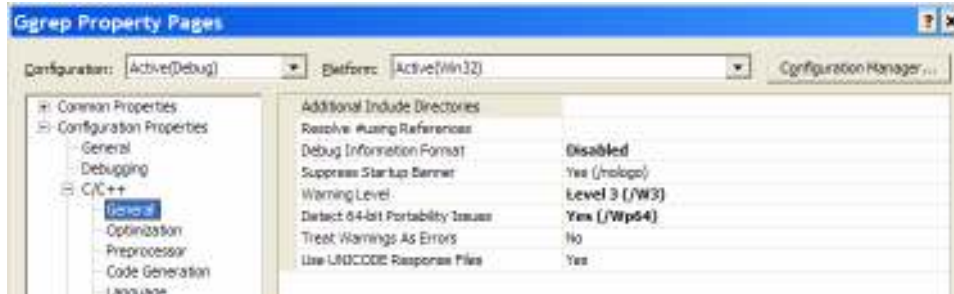 Ggrep Property Pages
Configuration: Active(Debug) Platform: Active(Win32) Configuration Manager...
Common Properties
Configuration Properties
General
Debugging
C/C++
General
Optimization
Preprocessor
Code Generation
Language
Additional Include Directories
Resolve #using References
Debug Information Format Disabled
Suppress Startup Banner Yes (/nologo)
Warning Level Level 3 (/W3)
Detect 64-bit Portability Issues Yes (/Wp64)
Treat Warnings As Errors No
Use UNICODE Response Files Yes